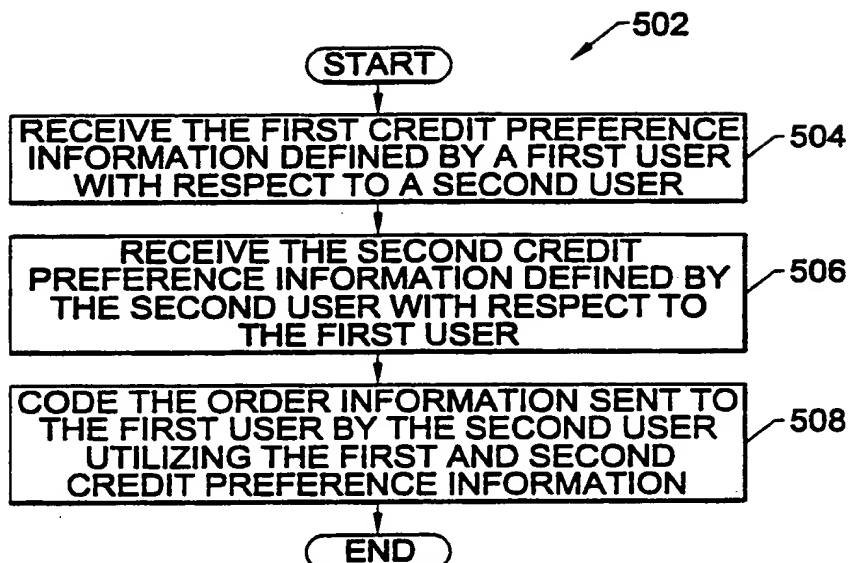 502
START
RECEIVE THE FIRST CREDIT PREFERENCE
INFORMATION DEFINED BY A FIRST USER
WITH RESPECT TO A SECOND USER
504
RECEIVE THE SECOND CREDIT
PREFERENCE INFORMATION DEFINED BY
THE SECOND USER WITH RESPECT TO
THE FIRST USER
506
CODE THE ORDER INFORMATION SENT TO
THE FIRST USER BY THE SECOND USER
UTILIZING THE FIRST AND SECOND
CREDIT PREFERENCE INFORMATION
508
END